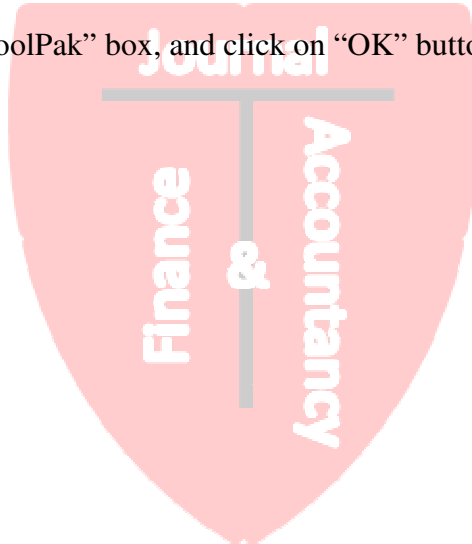 oolPak” box, and click on “OK” butto
Journal
Finance
&
Accountancy